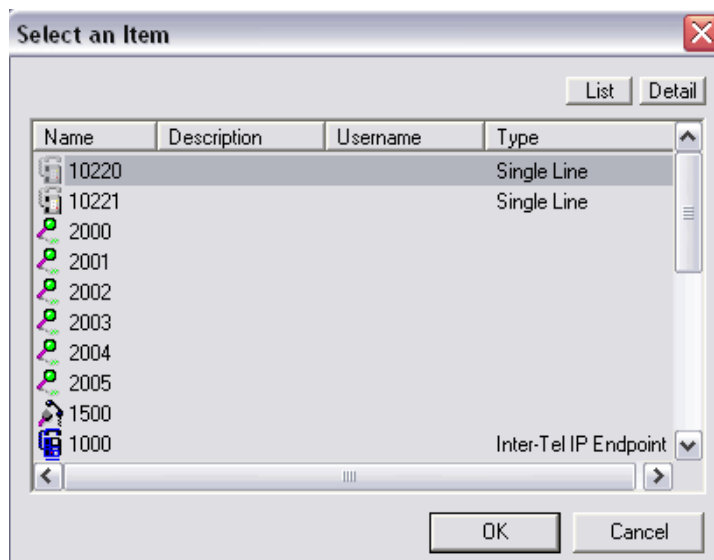 Select an Item
List Detail
Name Description Username Type
10220 Single Line
10221 Single Line
2000
2001
2002
2003
2004
2005
1500
1000 Inter-Tel IP Endpoint
OK Cancel